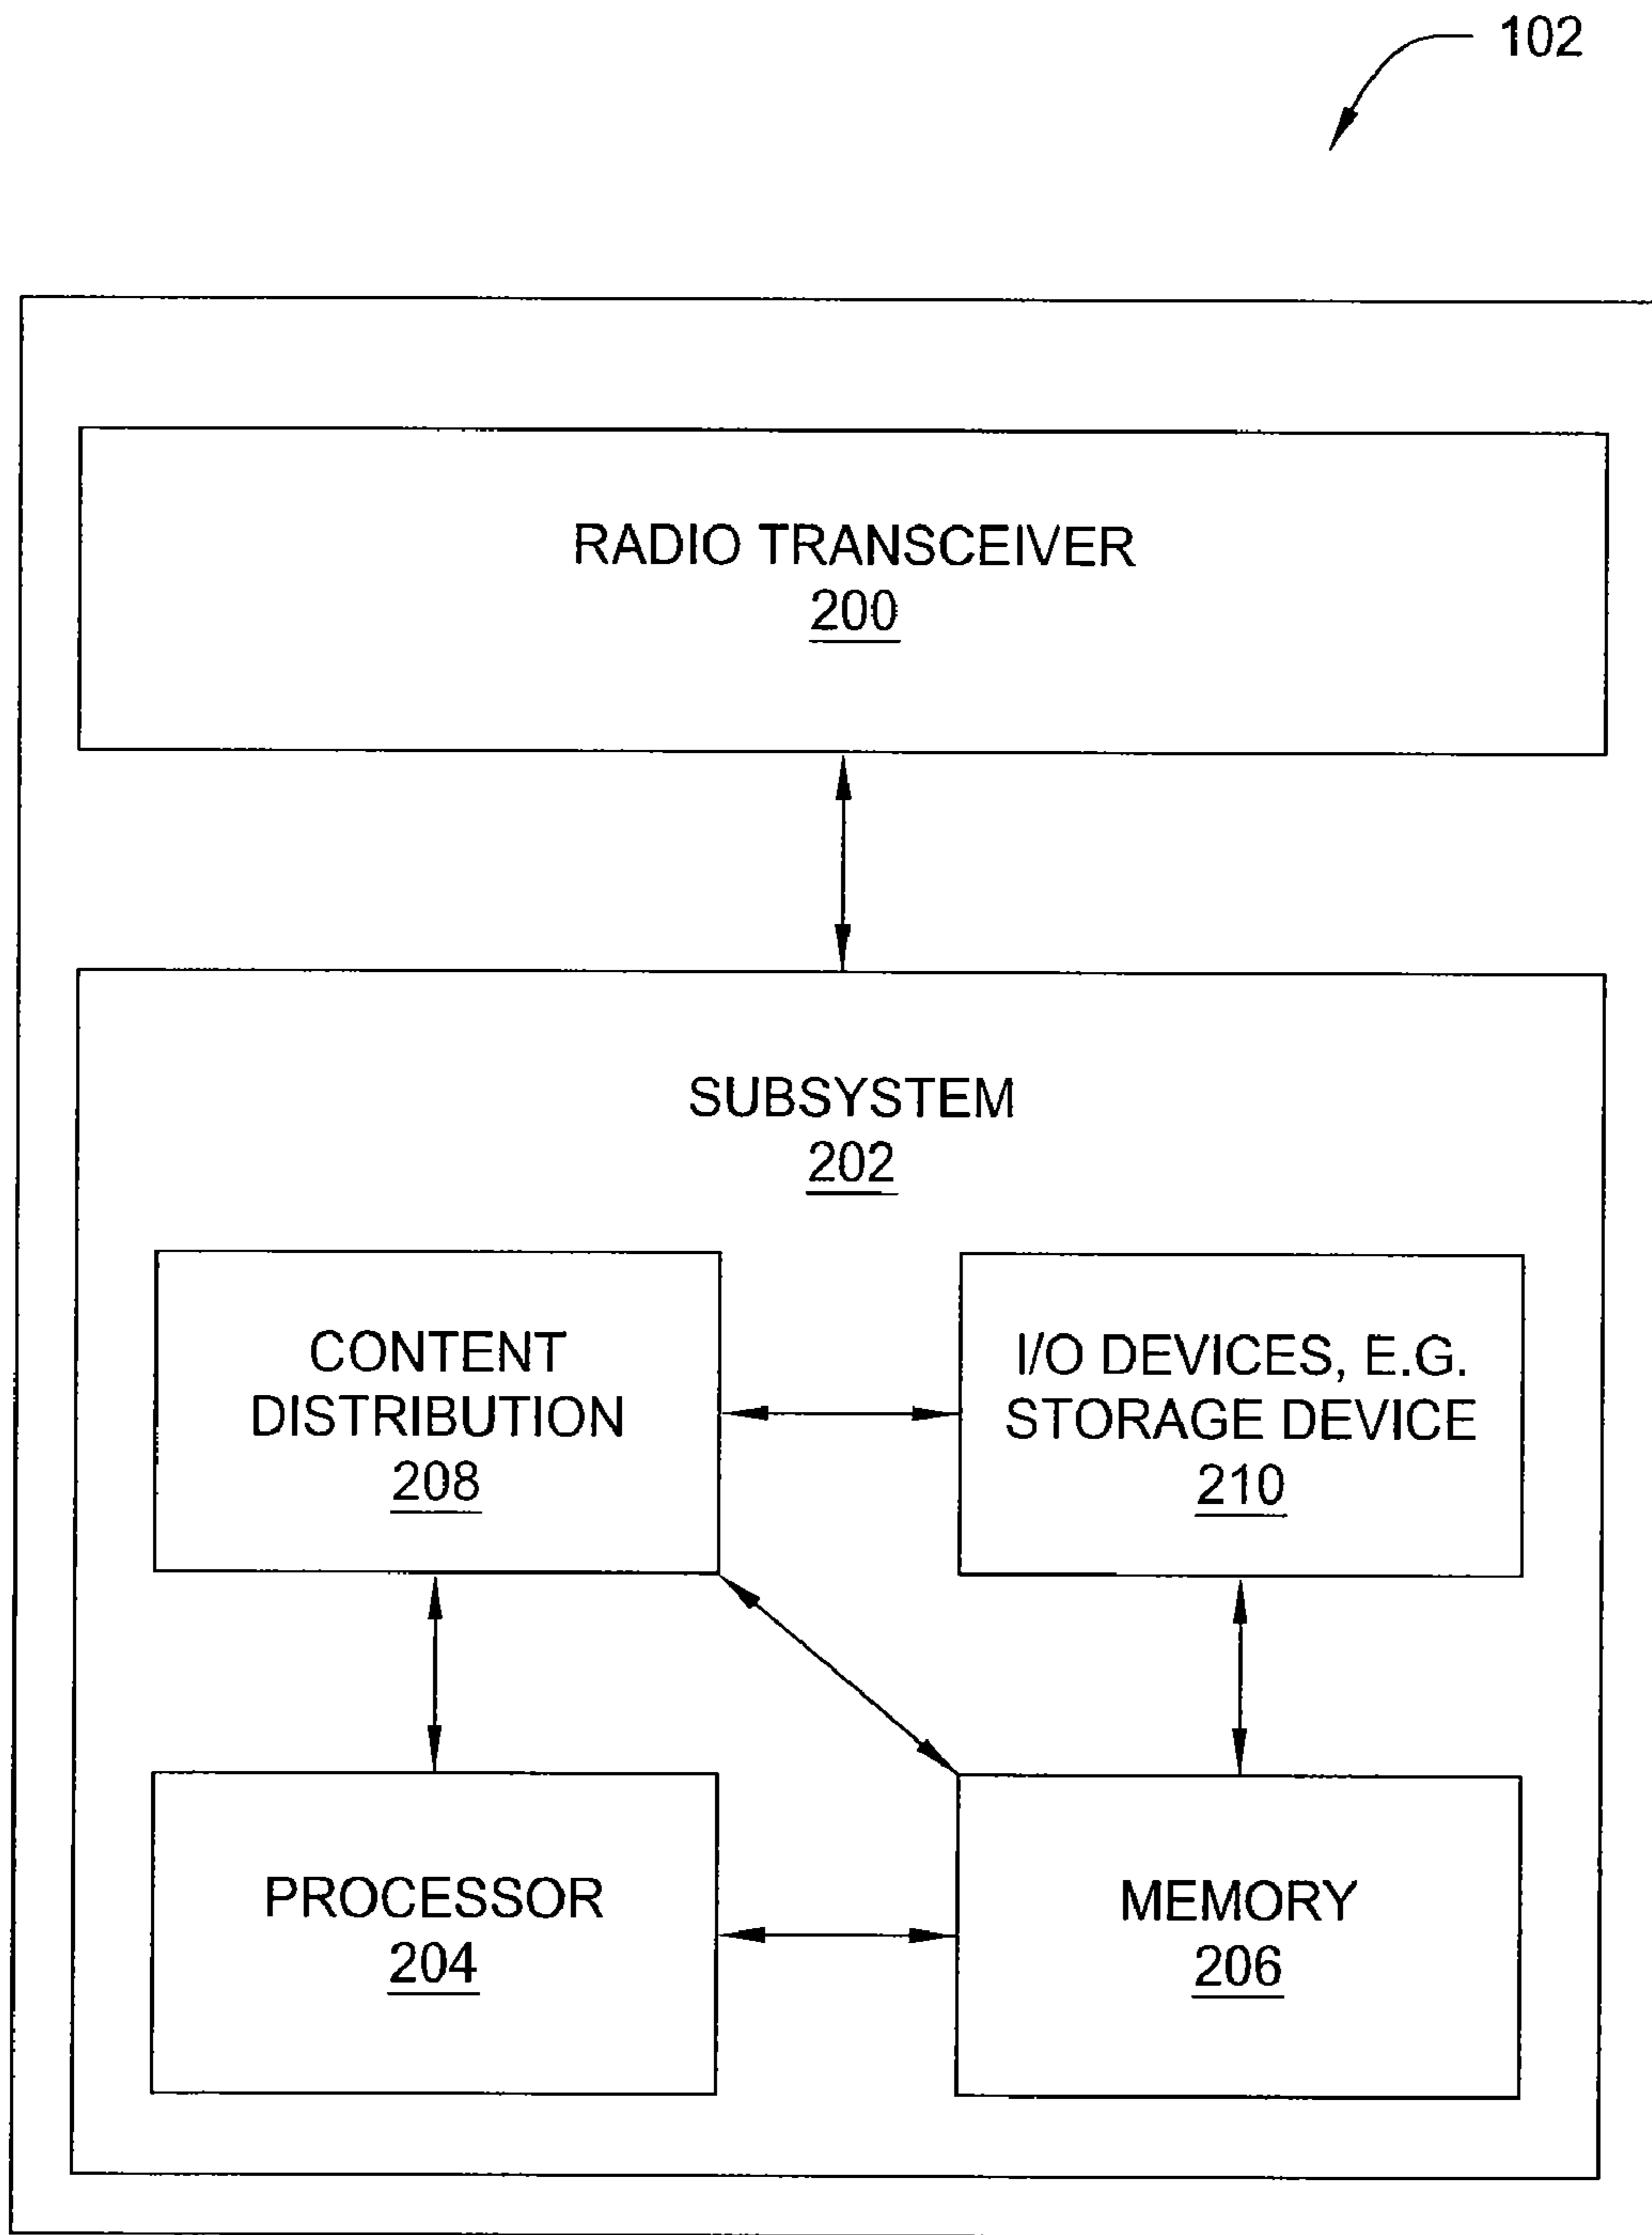 102
RADIO TRANSCEIVER
200
SUBSYSTEM
202
CONTENT
DISTRIBUTION
208
I/O DEVICES, E.G.
STORAGE DEVICE
210
PROCESSOR
204
MEMORY
206